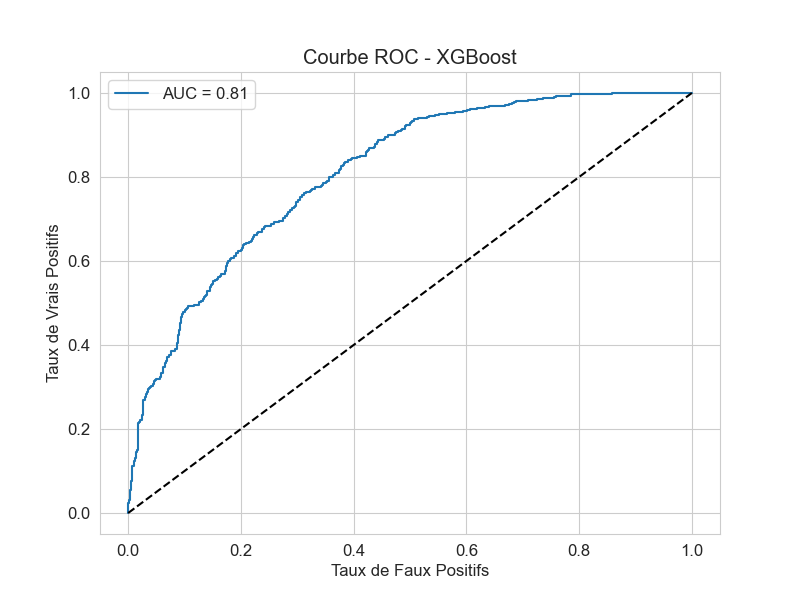 Courbe ROC - XGBoost
AUC = 0.81
1.0
0.8
0.6
0.4
0.2
0.0
Taux de Vrais Positifs
0.0 0.2 0.4 0.6 0.8 1.0
Taux de Faux Positifs